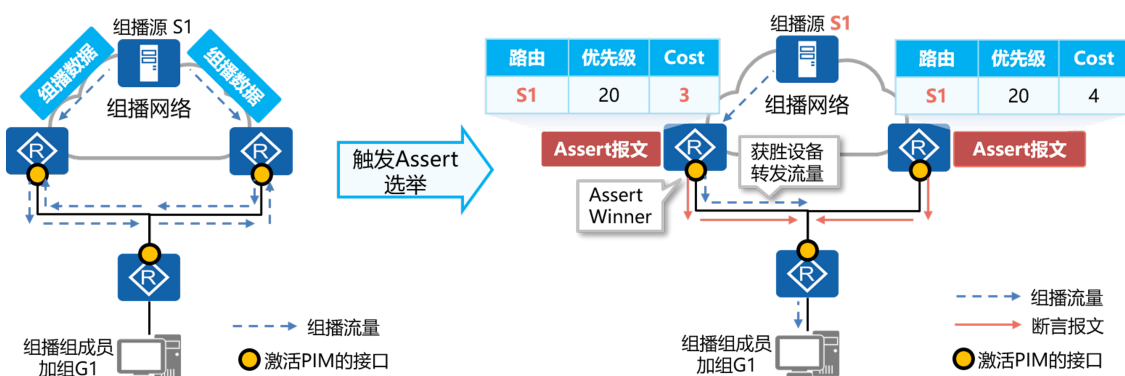 组播源 S1
组播数据
组播数据
组播网络
R
R
R
组播流量
组播组成员
加组G1
激活PIM的接口
触发Assert
选举
组播源 S1
路由 优先级 Cost
S1 20 3
路由 优先级 Cost
S1 20 4
组播网络
Assert报文
R
R
Assert报文
获胜设备
转发流量
Assert
Winner
R
组播流量
断言报文
组播组成员
加组G1
激活PIM的接口